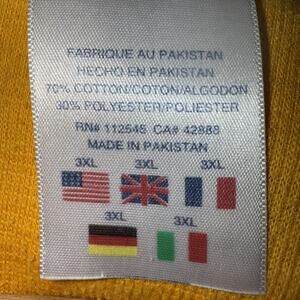 FABRIQUE AU PAKISTAN
HECHO EN PAKISTAN
70% COTTON/COTON/ALGODON
30% POLYESTER/POLIESTER
RN# 112545 CA# 42888
MADE IN PAKISTAN
3XL 3XL 3XL
3XL 3XL